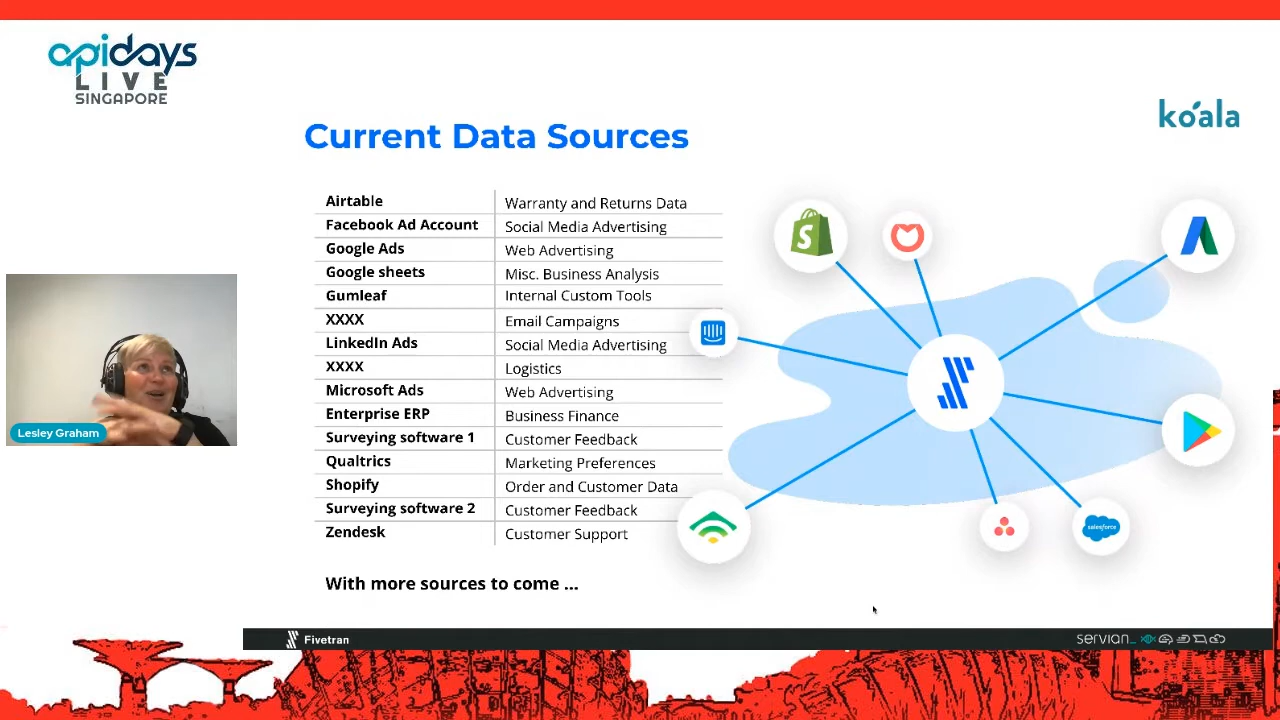 apidays
LIVE
SINGAPORE
koala
Current Data Sources
Airtable Warranty and Returns Data
Facebook Ad Account Social Media Advertising
Google Ads Web Advertising
Google sheets Misc. Business Analysis
Gumleaf Internal Custom Tools
XXXX Email Campaigns
LinkedIn Ads Social Media Advertising
XXXX Logistics
Microsoft Ads Web Advertising
Enterprise ERP Business Finance
Surveying software 1 Customer Feedback
Qualtrics Marketing Preferences
Shopify Order and Customer Data
Surveying software 2 Customer Feedback
Zendesk Customer Support
With more sources to come ...
S
salesforce
Lesley Graham
Fivetran
servian_